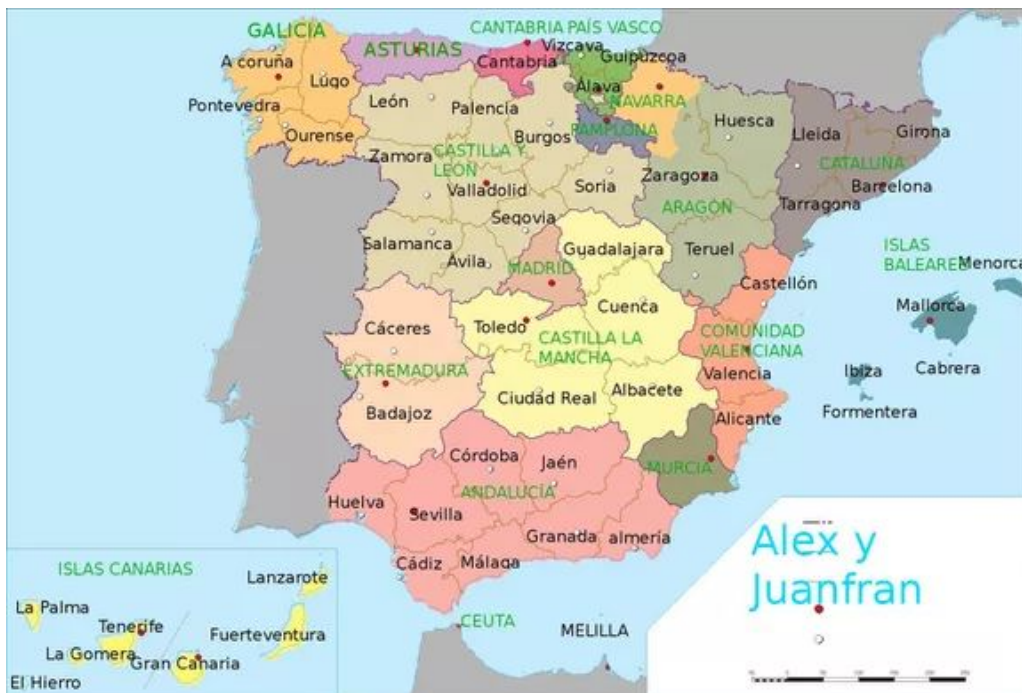 GALICIA
CANTABRIA PAÍS VASCO
ASTURIAS
Vizcava
A coruña
Cantabria
Guipúzcoa
Lúgo
Álava
León
Palencia
NAVARRA
Pontevedra
Burgos
PAMPLONA
Huesca
Lleida
Girona
Ourense
Zamora
CASTILLA Y
LEÓN
CATALUÑA
Valladolid
Soria
Zaragoza
Barcelona
Tarragona
ARAGÓN
Segovia
Salamanca
Guadalajara
Teruel
ISLAS
BALEARES
Ávila
MADRID
Menorca
Castellón
Cuenca
Mallorca
Cáceres
Toledo
CASTILLA LA
MANCHA
COMUNIDAD
VALENCIANA
EXTREMADURA
Valencia
Ibiza
Cabrera
Badajoz
Ciudad Real
Albacete
Formentera
Alicante
Córdoba
Jaén
MURCIA
ANDALUCÍA
Huelva
Sevilla
Granada
almería
Alex y
Juanfran
Cádiz
Málaga
ISLAS CANARIAS
Lanzarote
La Palma
Tenerife
CEUTA
MELILLA
Fuerteventura
La Gomera
Gran Canaria
El Hierro